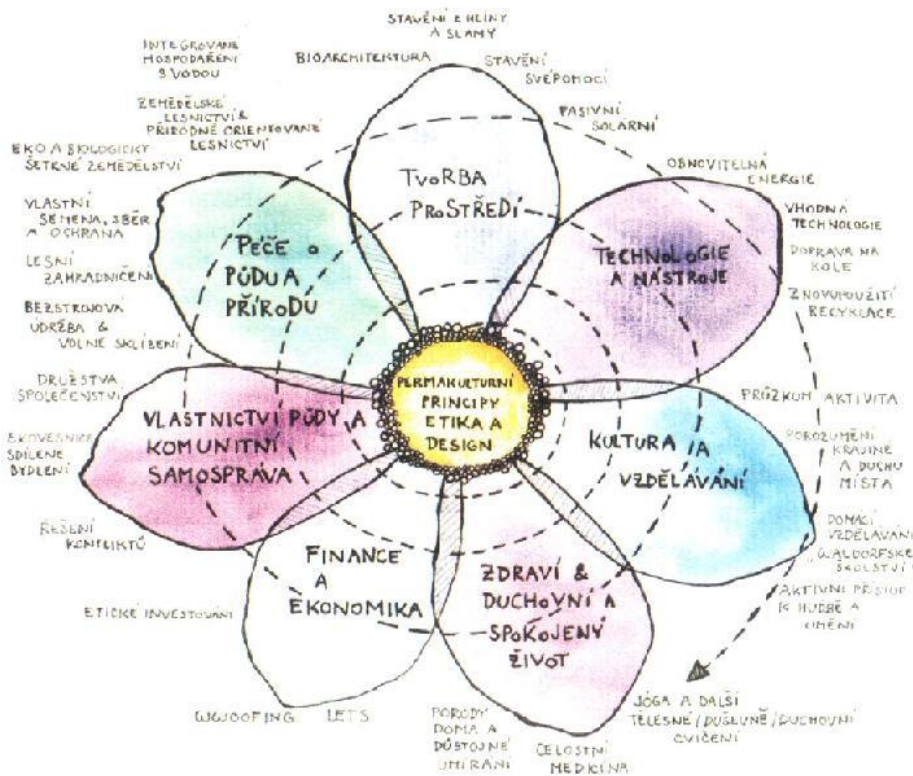 STAVĚNÍ Z HLÍNY
A SLÁMY
BIOARCHITEKTURA
STAVĚNÍ
SVÉPOMOCÍ
PASIVNÍ
SOLÁRNÍ
INTEGROVANÉ
HOSPODAŘENÍ
S VODOU
ZEMĚDĚLSKÉ
LESNICTVÍ &
PŘÍRODNĚ ORIENTOVANÉ
LESNICTVÍ
EKO A BIOLOGICKY
ŠETRNÉ ZEMĚDĚLSTVÍ
VLASTNÍ
SEMENA, SBĚR
A OCHRANA
LESNÍ
ZAHRADNIČENÍ
BEZSTROJOVÁ
ÚDRŽBA &
VOLNÉ SKLÍZENÍ
DRUŽSTVA
SPOLEČENSTVÍ
EKOVESNICE
SDÍLENÉ
BYDLENÍ
ŘEŠENÍ
KONFLIKTŮ
ETICKÉ INVESTOVÁNÍ
WWOOFING
LETS
TVORBA
PROSTŘEDÍ
PÉČE O
PŮDU A
PŘÍRODU
TECHNOLOGIE
A NÁSTROJE
PERMAKULTURNÍ
PRINCIPY
ETIKA A
DESIGN
VLASTNICTVÍ PŮDY A
KOMUNITNÍ
SAMOSPRÁVA
KULTURA A
VZDĚLÁVÁNÍ
FINANCE
A
EKONOMIKA
ZDRAVÍ &
DUCHOVNÍ A
SPOKOJENÝ
ŽIVOT
OBNOVITELNÁ
ENERGIE
VHODNÁ
TECHNOLOGIE
DOPRAVA NA
KOLE
ZNOVUPOUŽITÍ
RECYKLACE
PRŮZKUM. AKTIVITA
POROZUMĚNÍ
KRAJINĚ
A DUCHU
MÍSTA
DOMÁCÍ
VZDĚLÁVÁNÍ
WALDORFSKÉ
ŠKOLSTVÍ
AKTIVNÍ PŘÍSTUP
K HUDBĚ A
UMĚNÍ
JÓGA A DALŠÍ
TĚLESNÉ/DUŠEVNĚ/DUCHOVNÍ
CVIČENÍ
PORODY
DOMA A
DŮSTOJNÉ
UMÍRÁNÍ
CELOSTNÍ
MEDICÍNA